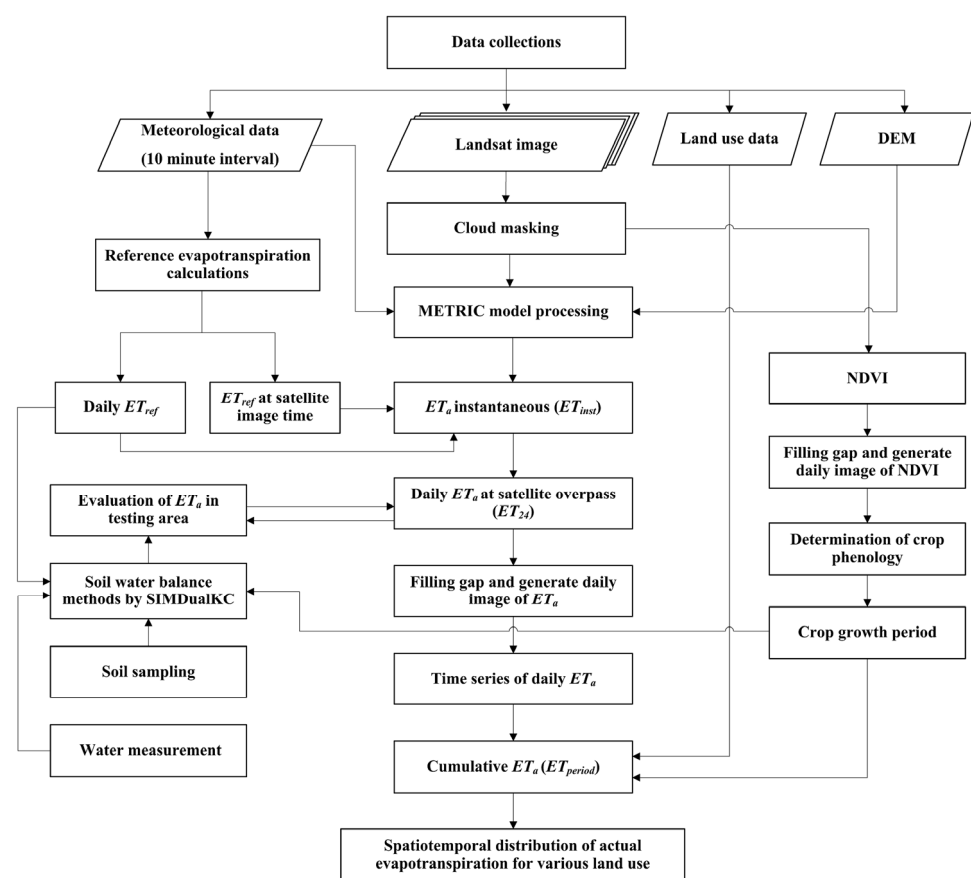 Data collections
Meteorological data
(10 minute interval)
Landsat image
Land use data
DEM
Cloud masking
Reference evapotranspiration
calculations
METRIC model processing
NDVI
Daily ETref
ETref at satellite
image time
ETa instantaneous (ETinst)
Filling gap and generate
daily image of NDVI
Evaluation of ETa in
testing area
Daily ETa at satellite overpass
(ET24)
Determination of crop
phenology
Soil water balance
methods by SIMDualKC
Filling gap and generate daily
image of ETa
Crop growth period
Soil sampling
Time series of daily ETa
Water measurement
Cumulative ETa (ETperiod)
Spatiotemporal distribution of actual
evapotranspiration for various land use